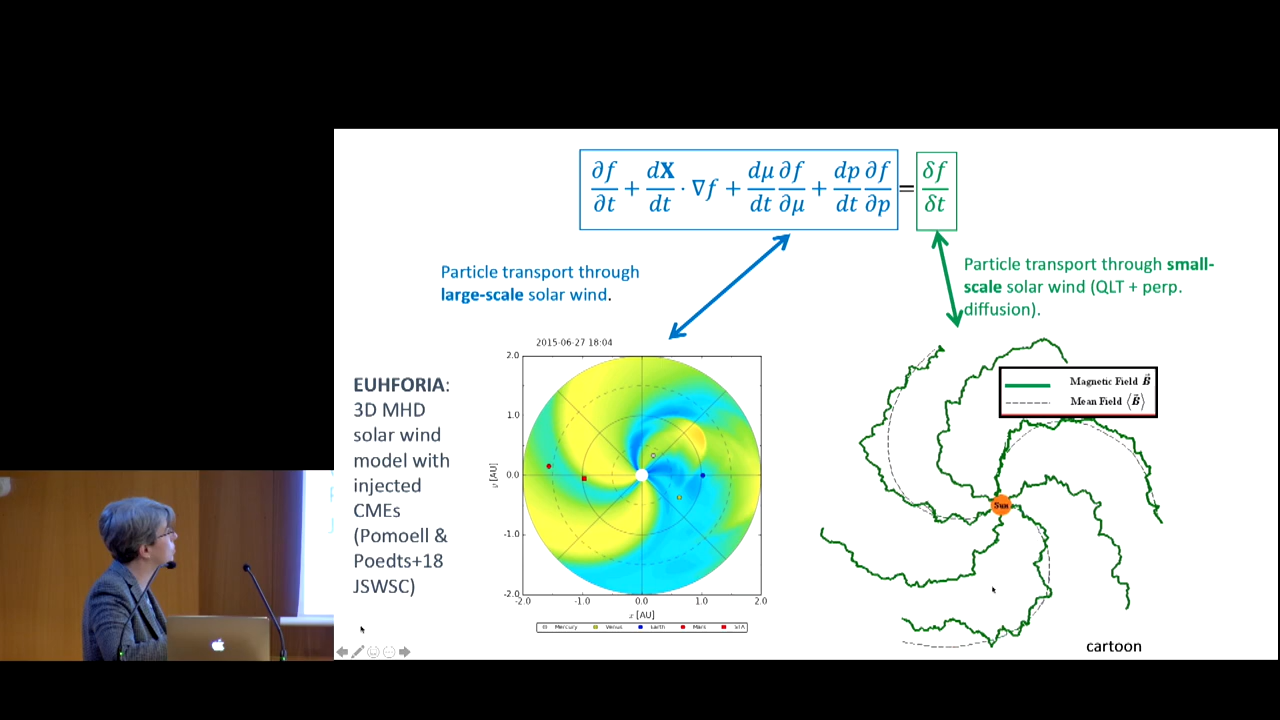 ∂f/∂t + dX/dt · ∇f + dμ/dt ∂f/∂μ + dp/dt ∂f/∂p = δf/δt
Particle transport through
large-scale solar wind.
Particle transport through small-
scale solar wind (QLT + perp.
diffusion).
EUHFORIA:
3D MHD
solar wind
model with
injected
CMEs
(Pomoell &
Poedts+18
JSWSC)
2015-06-27 18:04
2.0
1.0
0.0
-1.0
-2.0
y [AU]
-2.0 -1.0 0.0 1.0 2.0
x [AU]
Mercury Venus Earth Mars STA
Magnetic Field B⃗
Mean Field ⟨B⃗⟩
Sun
cartoon